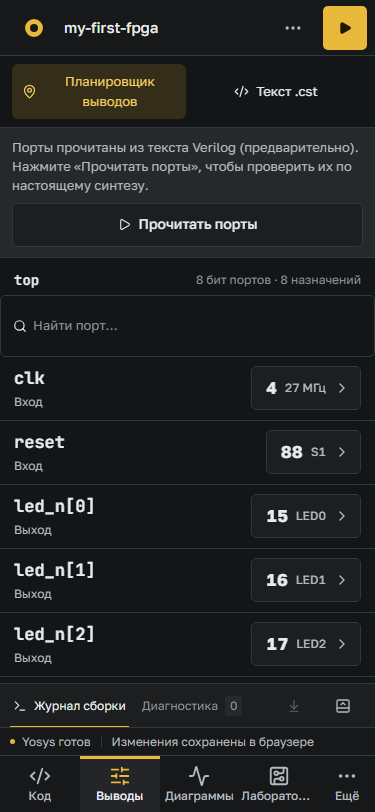 my-first-fpga
Планировщик
выводов
Текст .cst
Порты прочитаны из текста Verilog (предварительно).
Нажмите «Прочитать порты», чтобы проверить их по
настоящему синтезу.
Прочитать порты
top 8 бит портов · 8 назначений
Найти порт...
clk
Вход
4 27 МГц
reset
Вход
88 S1
led_n[0]
Выход
15 LED0
led_n[1]
Выход
16 LED1
led_n[2]
Выход
17 LED2
Журнал сборки Диагностика 0
Yosys готов Изменения сохранены в браузере
Код Выводы Диаграммы Лаборато... Ещё